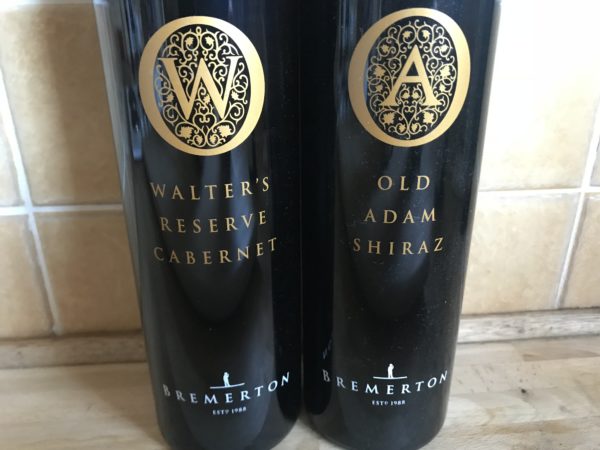 W
WALTER'S
RESERVE
CABERNET
BREMERTON
ESTD 1988
A
OLD
ADAM
SHIRAZ
BREMERTON
ESTD 1988